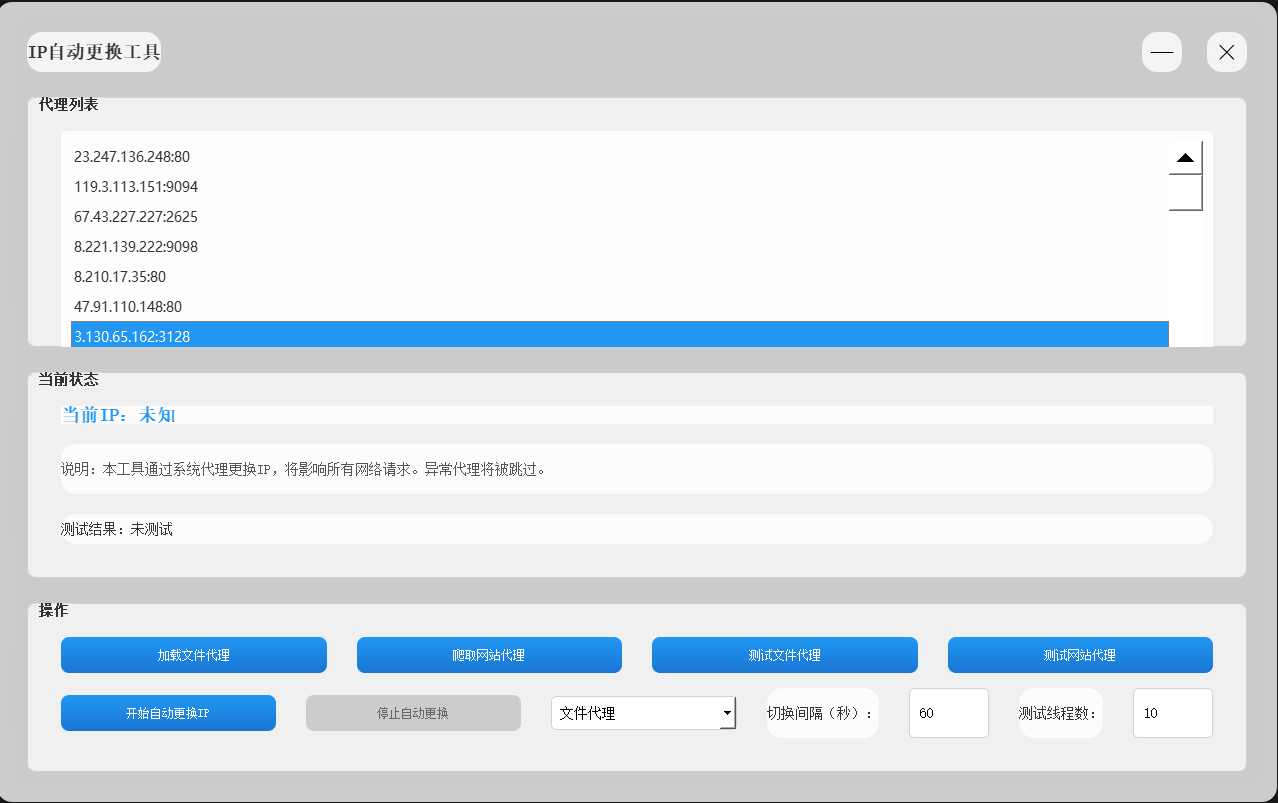 IP自动更换工具
代理列表
23.247.136.248:80
119.3.113.151:9094
67.43.227.227:2625
8.221.139.222:9098
8.210.17.35:80
47.91.110.148:80
3.130.65.162:3128
当前状态
当前IP：未知
说明：本工具通过系统代理更换IP，将影响所有网络请求。异常代理将被跳过。
测试结果：未测试
操作
加载文件代理 爬取网站代理 测试文件代理 测试网站代理
开始自动更换IP 停止自动更换 文件代理 切换间隔（秒）： 60 测试线程数： 10